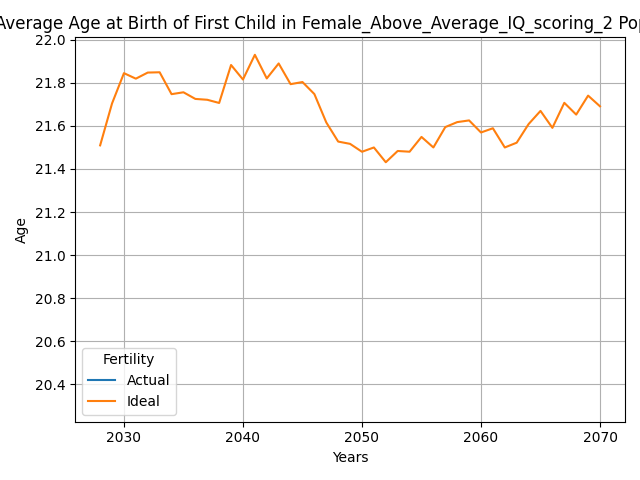 Average Age at Birth of First Child in Female_Above_Average_IQ_scoring_2
22.0
21.8
21.6
21.4
21.2
21.0
20.8
20.6
20.4
Age
Fertility
Actual
Ideal
2030 2040 2050 2060 2070
Years